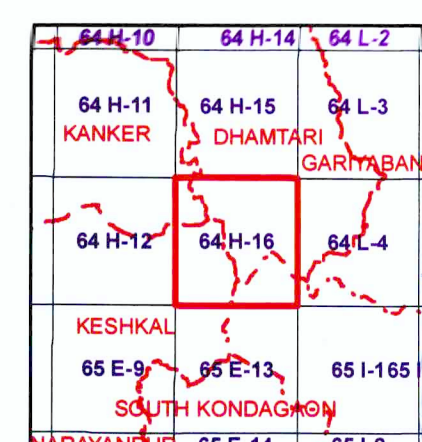 64 H-10 64 H-14 64 L-2
64 H-11 64 H-15 64 L-3
KANKER DHAMTARI
GARIYABAN
64 H-12 64 H-16 64 L-4
KESHKAL
65 E-9 65 E-13 65 I-165 I
SOUTH KONDAGAON